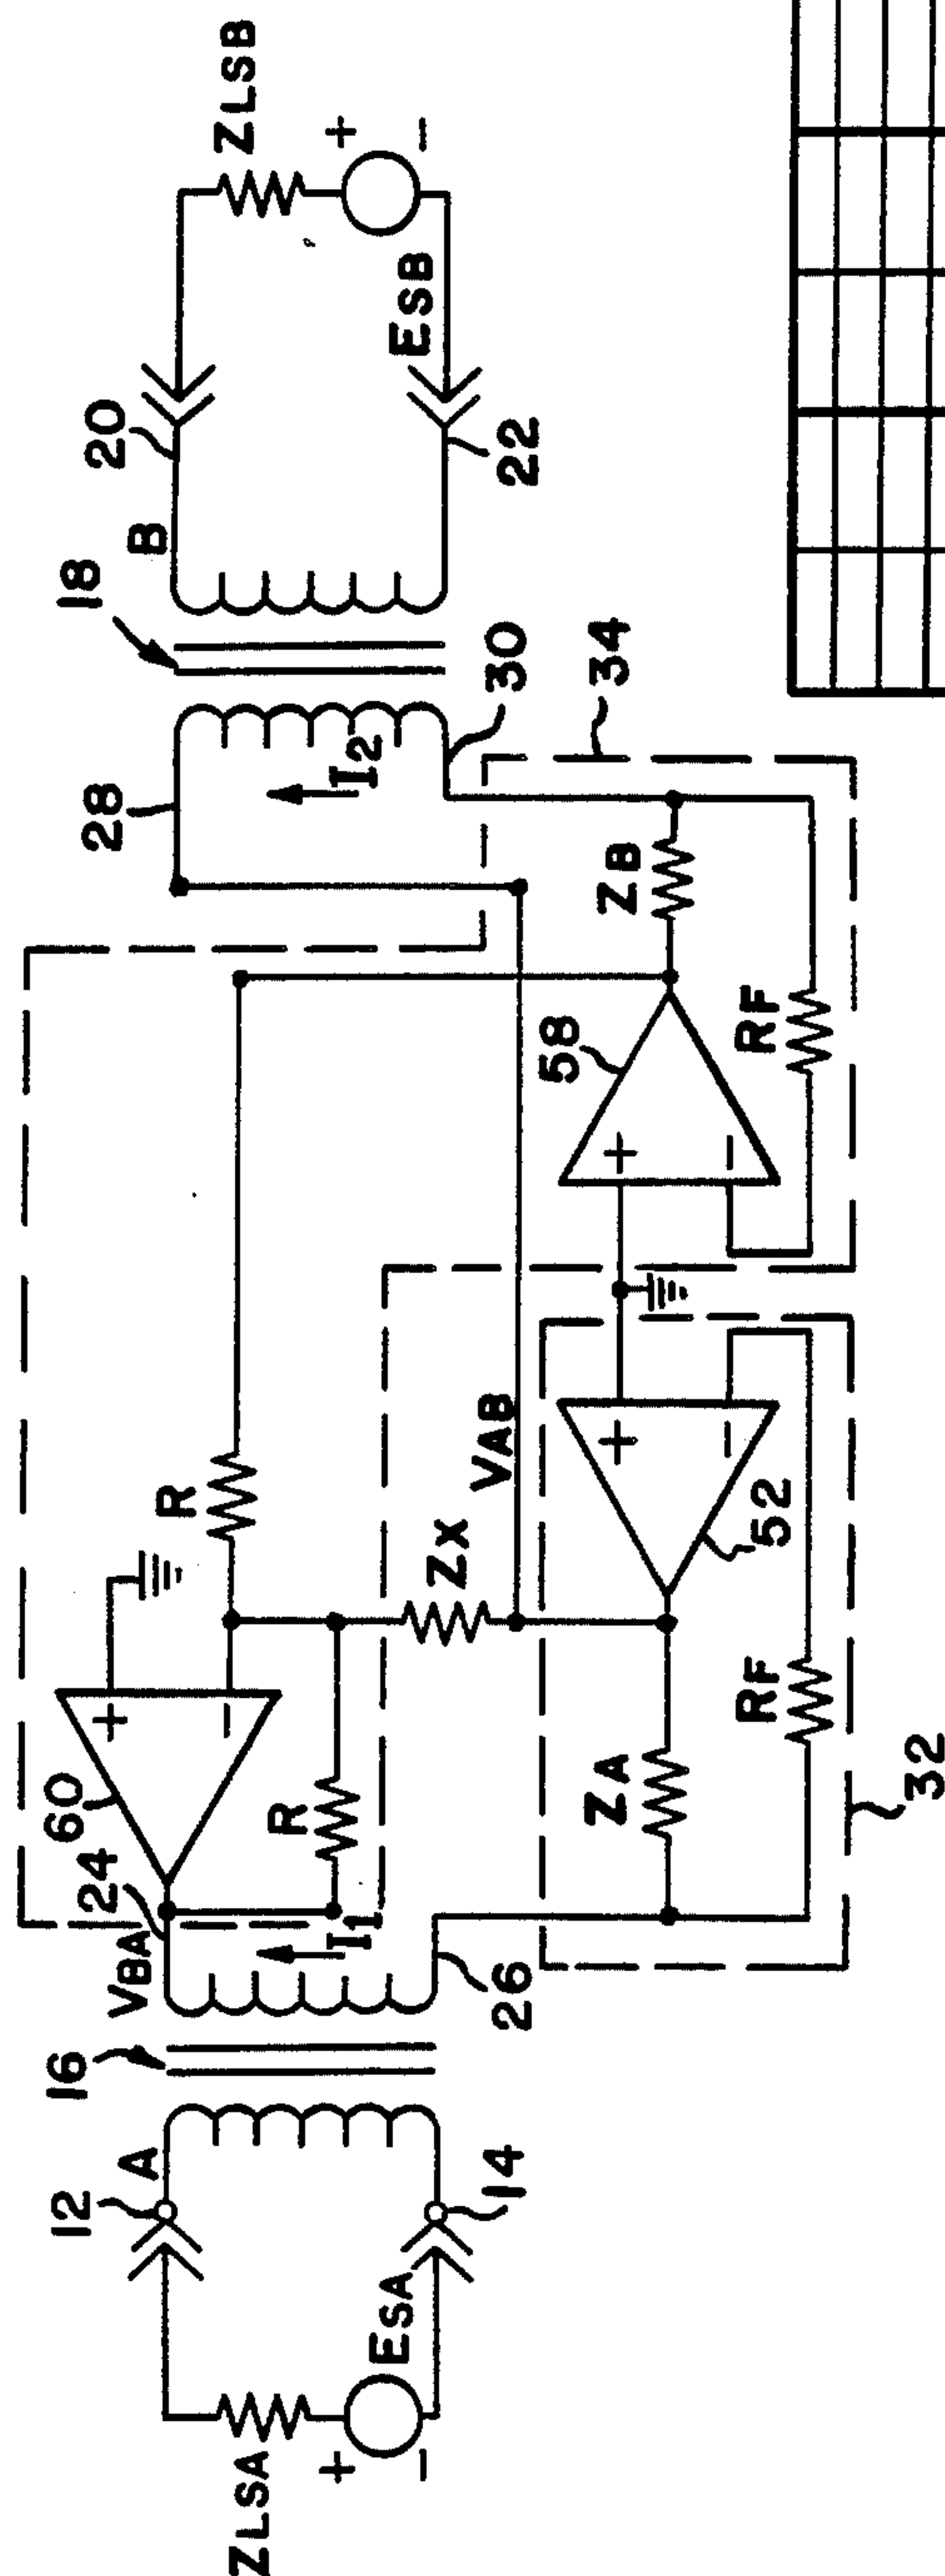 ZLSA
+
-
ESA
12
14
A
16
VBA
24
26
I1
60
+
-
R
R
ZX
VAB
ZA
RF
52
+
-
32
58
+
-
RF
ZB
34
28
30
I2
18
B
20
22
ESB
ZLSB
+
-